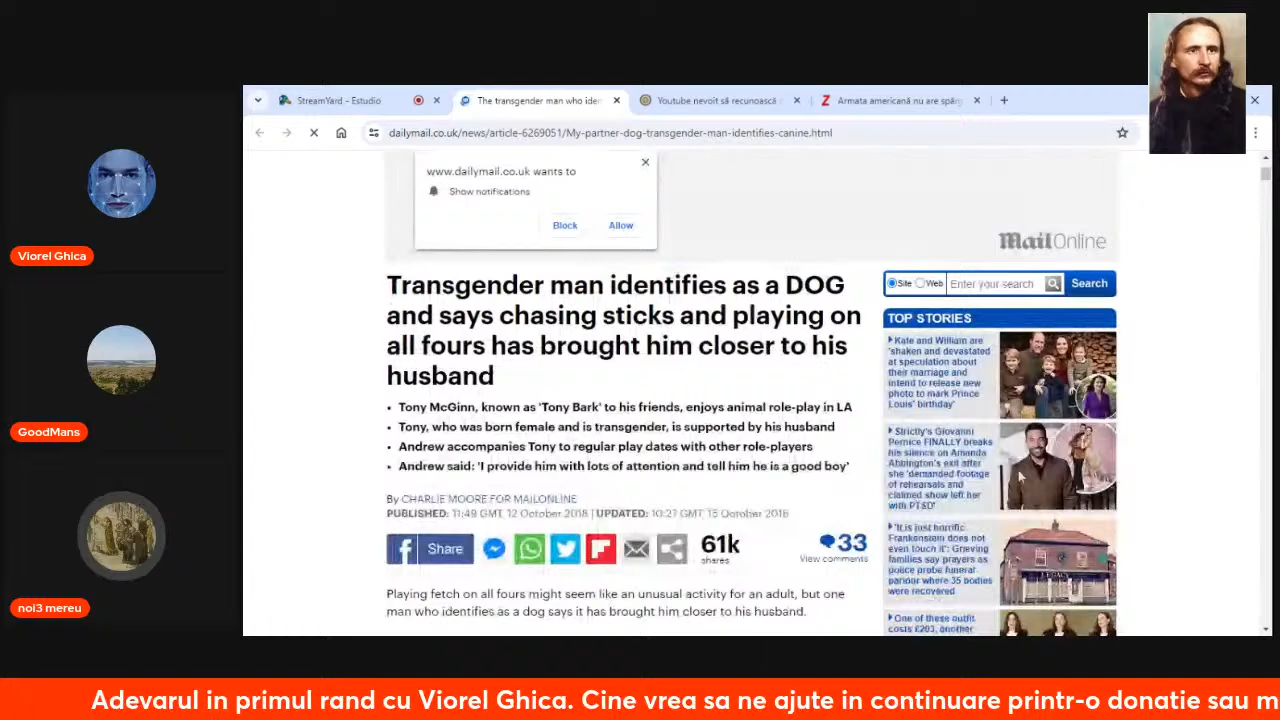 StreamYard - Estudio
The transgender man who iden
Youtube nevoit să recunoască
Armata americană nu are spân
dailymail.co.uk/news/article-6269051/My-partner-dog-transgender-man-identifies-canine.html
www.dailymail.co.uk wants to
Show notifications
Block
Allow
MailOnline
Transgender man identifies as a DOG
and says chasing sticks and playing on
all fours has brought him closer to his
husband
• Tony McGinn, known as 'Tony Bark' to his friends, enjoys animal role-play in LA
• Tony, who was born female and is transgender, is supported by his husband
• Andrew accompanies Tony to regular play dates with other role-players
• Andrew said: 'I provide him with lots of attention and tell him he is a good boy'
By CHARLIE MOORE FOR MAILONLINE
PUBLISHED: 11:49 GMT, 12 October 2018 | UPDATED: 10:27 GMT, 15 October 2018
Share
61k
shares
33
View comments
Playing fetch on all fours might seem like an unusual activity for an adult, but one
man who identifies as a dog says it has brought him closer to his husband.
Site Web Enter your search Search
TOP STORIES
Kate and William are
'shaken and devastated
at speculation about
their marriage and
intend to release new
photo to mark Prince
Louis' birthday'
Strictly's Giovanni
Pernice FINALLY breaks
his silence on Amanda
Abbington's exit after
she 'demanded footage
of rehearsals and
claimed show left her
with PTSD'
'It is just horrific.
Frankenstein does not
even touch it': Grieving
families say prayers as
police probe funeral
parlour where 35 bodies
were recovered
LEGACY
One of these outfit
costs £203, another
Viorel Ghica
GoodMans
noi3 mereu
Adevarul in primul rand cu Viorel Ghica. Cine vrea sa ne ajute in continuare printr-o donatie sau m